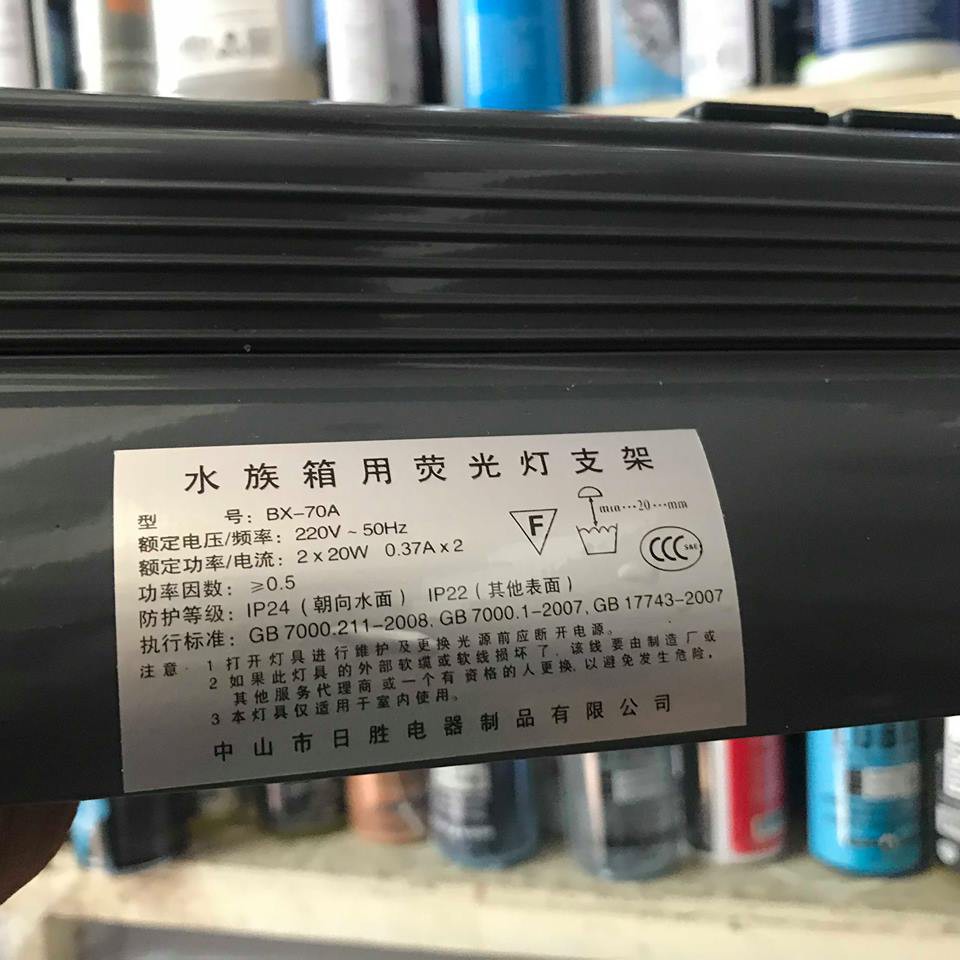 水族箱用荧光灯支架
型 号: BX-70A
额定电压/频率: 220V ~ 50Hz
额定功率/电流: 2 x 20W 0.37A x 2
功率因数: ≥0.5
防护等级: IP24 ( 朝向水面 ) IP22 ( 其他表面 )
执行标准: GB 7000.211-2008, GB 7000.1-2007, GB 17743-2007
F
min…20…mm
CCC S&E
注意 1 打开灯具进行维护及更换光源前应断开电源。
2 如果此灯具的外部软缆或软线损坏了,该线要由制造厂或
其他服务代理商或一个有资格的人更换,以避免发生危险,
3 本灯具仅适用于室内使用。
中山市日胜电器制品有限公司